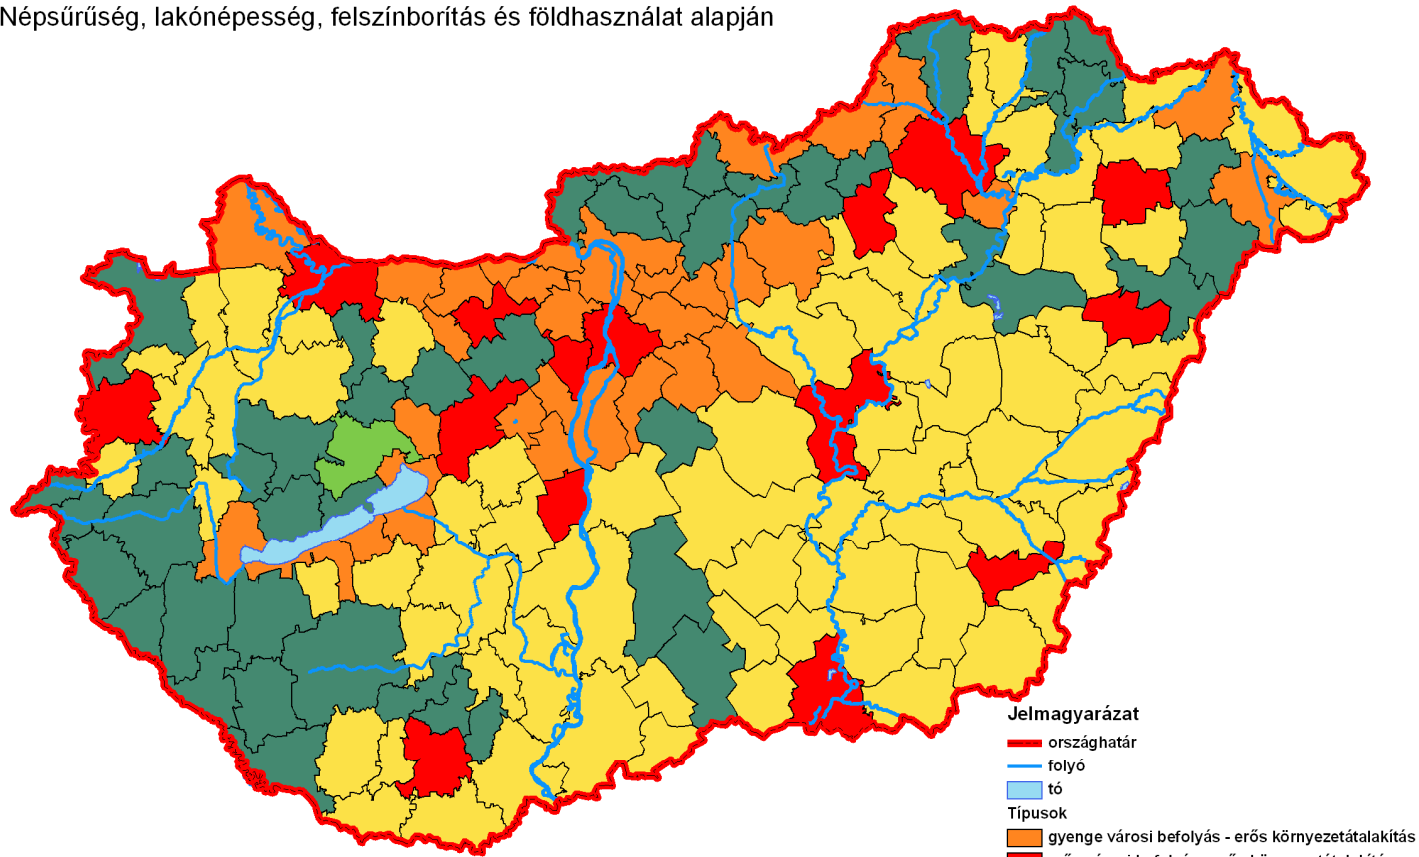 Népsűrűség, lakónépesség, felszínborítás és földhasználat alapján
Jelmagyarázat
országhatár
folyó
tó
Típusok
gyenge városi befolyás - erős környezetátalakítás